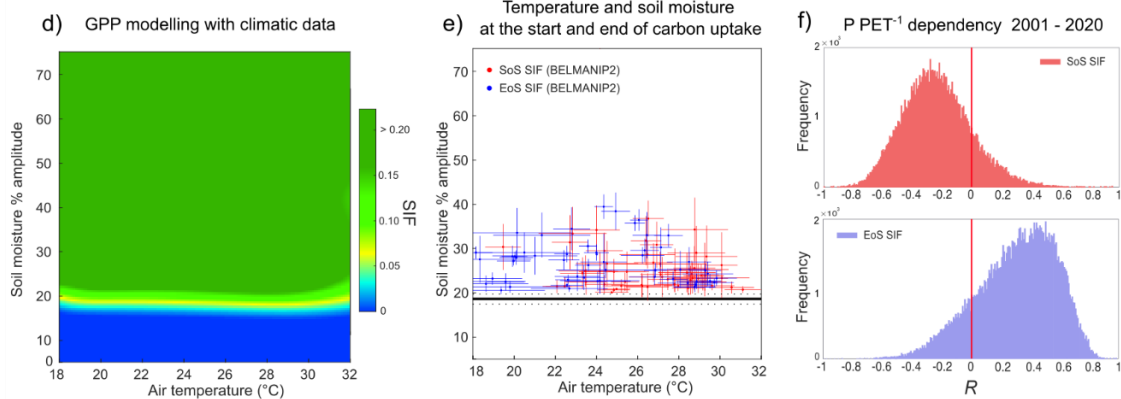 d) GPP modelling with climatic data
Soil moisture % amplitude
70
60
50
40
30
20
10
0
18 20 22 24 26 28 30 32
Air temperature (°C)
> 0.20
0.15
0.10
0.05
0
SIF
e) Temperature and soil moisture
at the start and end of carbon uptake
SoS SIF (BELMANIP2)
EoS SIF (BELMANIP2)
Soil moisture % amplitude
70
60
50
40
30
20
10
18 20 22 24 26 28 30 32
Air temperature (°C)
f) P PET⁻¹ dependency 2001 - 2020
2 × 10³
SoS SIF
Frequency
1
0
-1 -0.8 -0.6 -0.4 -0.2 0 0.2 0.4 0.6 0.8 1
2 × 10³
EoS SIF
Frequency
1
0
-1 -0.8 -0.6 -0.4 -0.2 0 0.2 0.4 0.6 0.8 1
R